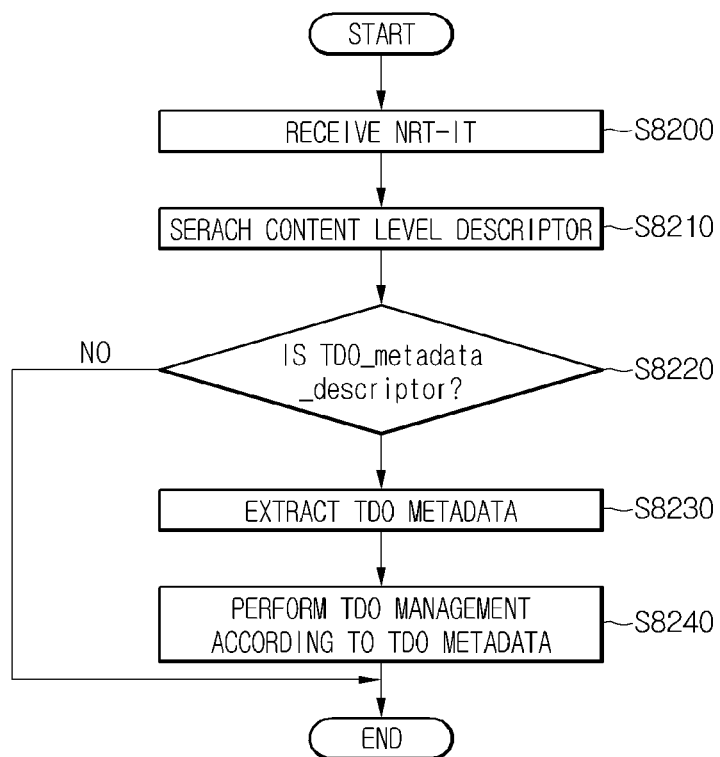 START
RECEIVE NRT-IT
S8200
SERACH CONTENT LEVEL DESCRIPTOR
S8210
NO
IS TDO_metadata
_descriptor?
S8220
EXTRACT TDO METADATA
S8230
PERFORM TDO MANAGEMENT
ACCORDING TO TDO METADATA
S8240
END